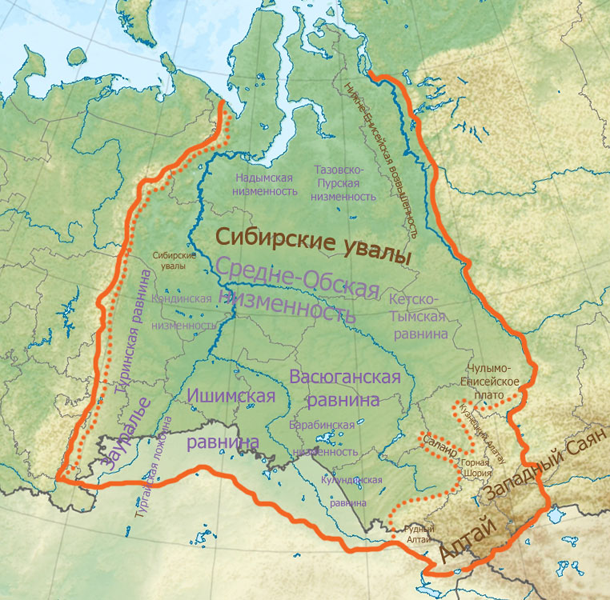 Нижне-Енисейская возвышенность
Надымская
низменность
Тазовско-
Пурская
низменность
Сибирские увалы
Сибирские
увалы
Средне-Обская
низменность
Кондинская
низменность
Кетско-
Тымская
равнина
Туринская равнина
Чулымо-
Енисейское
плато
Васюганская
равнина
Ишимская
равнина
Зауралье
Тургайская ложбина
Барабинская
низменность
Кузнецкий Алатау
Салаир
Горная
Шория
Западный Саян
Кулундинская
равнина
Рудный
Алтай
Алтай